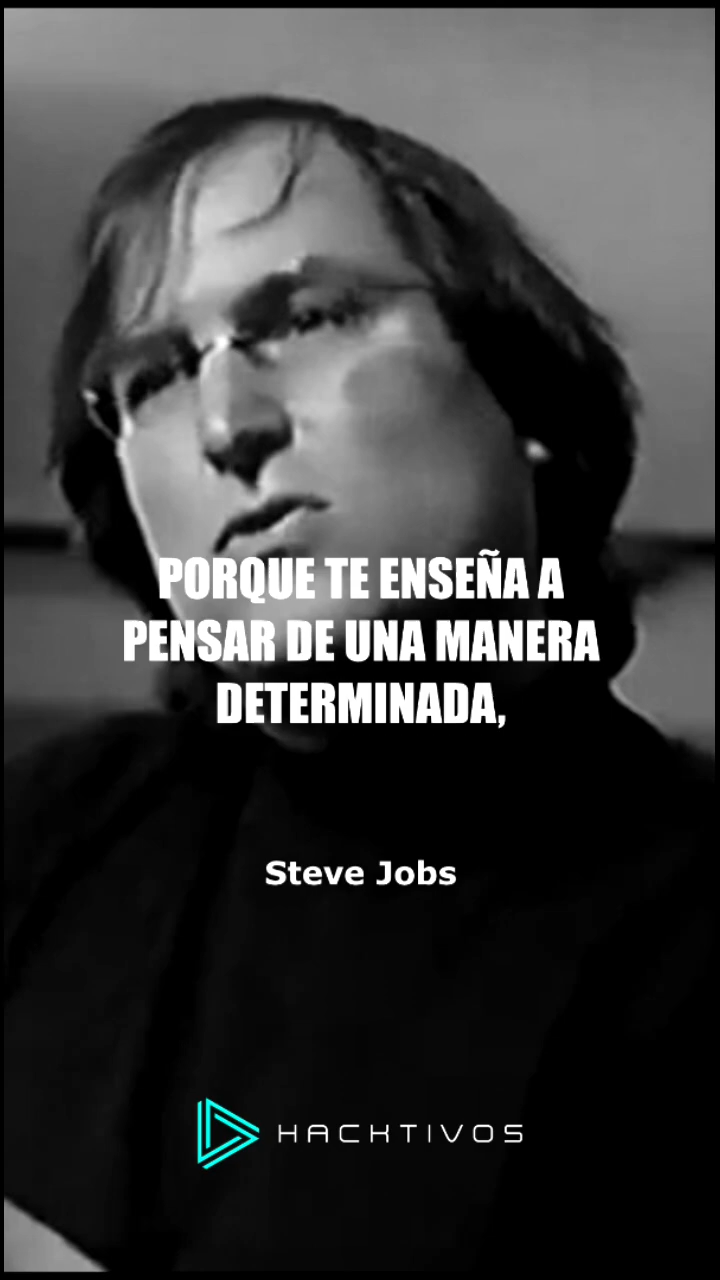 PORQUE TE ENSEÑA A
PENSAR DE UNA MANERA
DETERMINADA,
Steve Jobs
HACKTIVOS